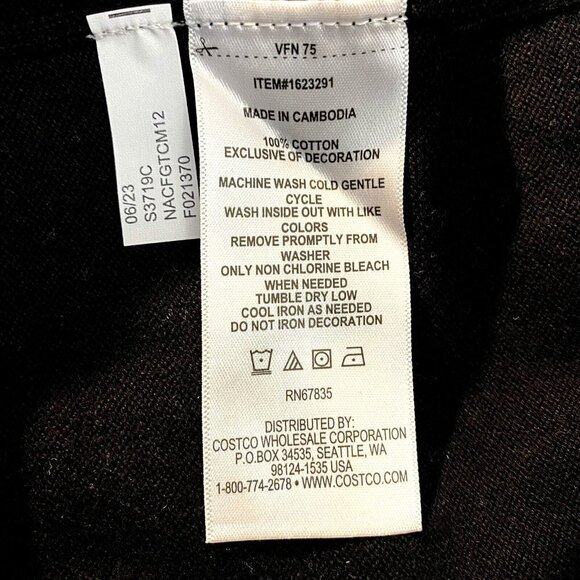 06/23
S3719C
NACFGTCM12
F021370
VFN 75
ITEM#1623291
MADE IN CAMBODIA
100% COTTON
EXCLUSIVE OF DECORATION
MACHINE WASH COLD GENTLE
CYCLE
WASH INSIDE OUT WITH LIKE
COLORS
REMOVE PROMPTLY FROM
WASHER
ONLY NON CHLORINE BLEACH
WHEN NEEDED
TUMBLE DRY LOW
COOL IRON AS NEEDED
DO NOT IRON DECORATION
RN67835
DISTRIBUTED BY:
COSTCO WHOLESALE CORPORATION
P.O.BOX 34535, SEATTLE, WA
98124-1535 USA
1-800-774-2678 • WWW.COSTCO.COM